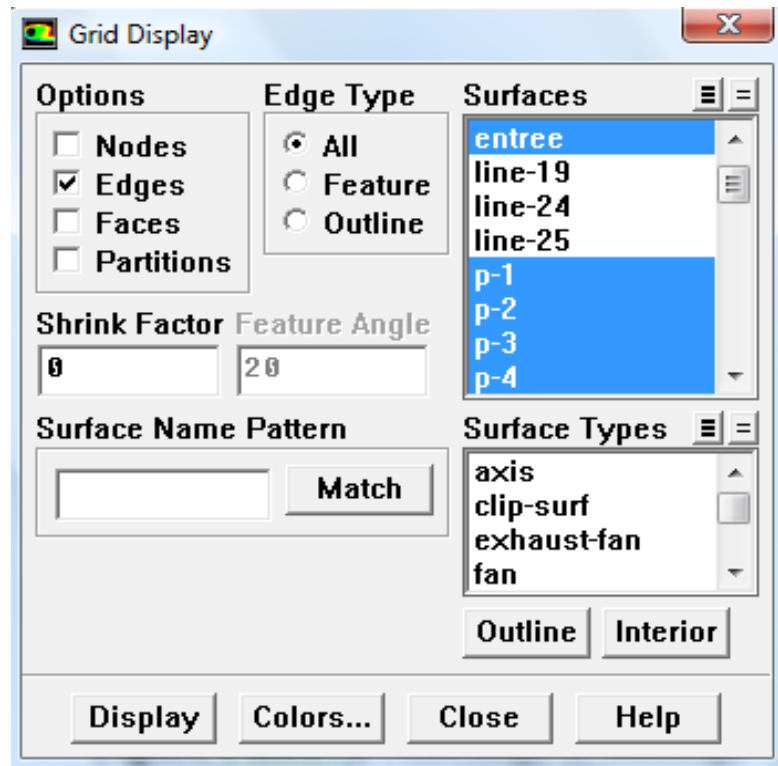 Grid Display
Options
Nodes
Edges
Faces
Partitions
Edge Type
All
Feature
Outline
Surfaces
entree
line-19
line-24
line-25
p-1
p-2
p-3
p-4
Shrink Factor
0
Feature Angle
20
Surface Name Pattern
Match
Surface Types
axis
clip-surf
exhaust-fan
fan
Outline
Interior
Display
Colors...
Close
Help